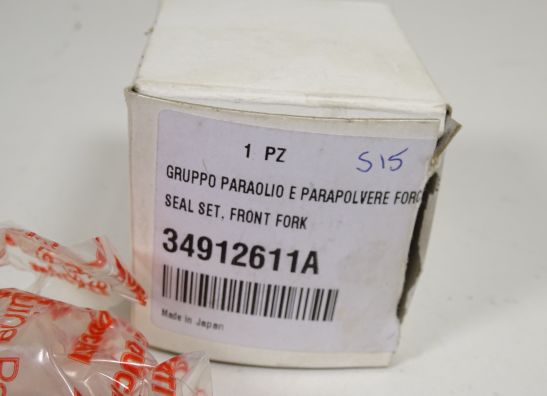 1 PZ
S15
GRUPPO PARAOLIO E PARAPOLVERE FORC
SEAL SET, FRONT FORK
34912611A
Made in Japan